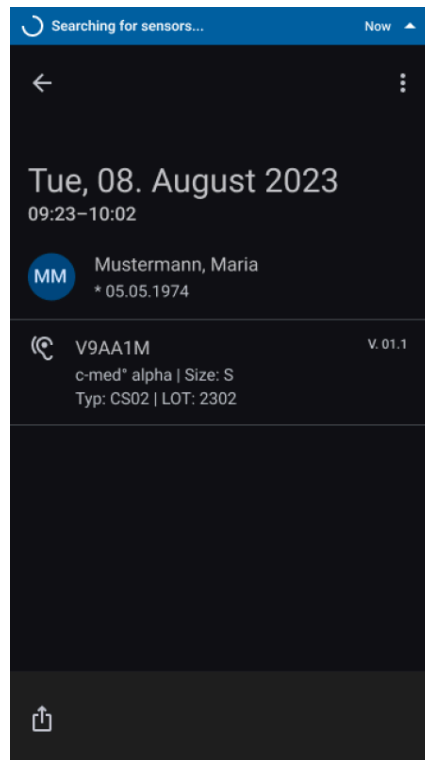 Searching for sensors... Now
Tue, 08. August 2023
09:23–10:02
MM
Mustermann, Maria
* 05.05.1974
V9AA1M V. 01.1
c-med° alpha | Size: S
Typ: CS02 | LOT: 2302